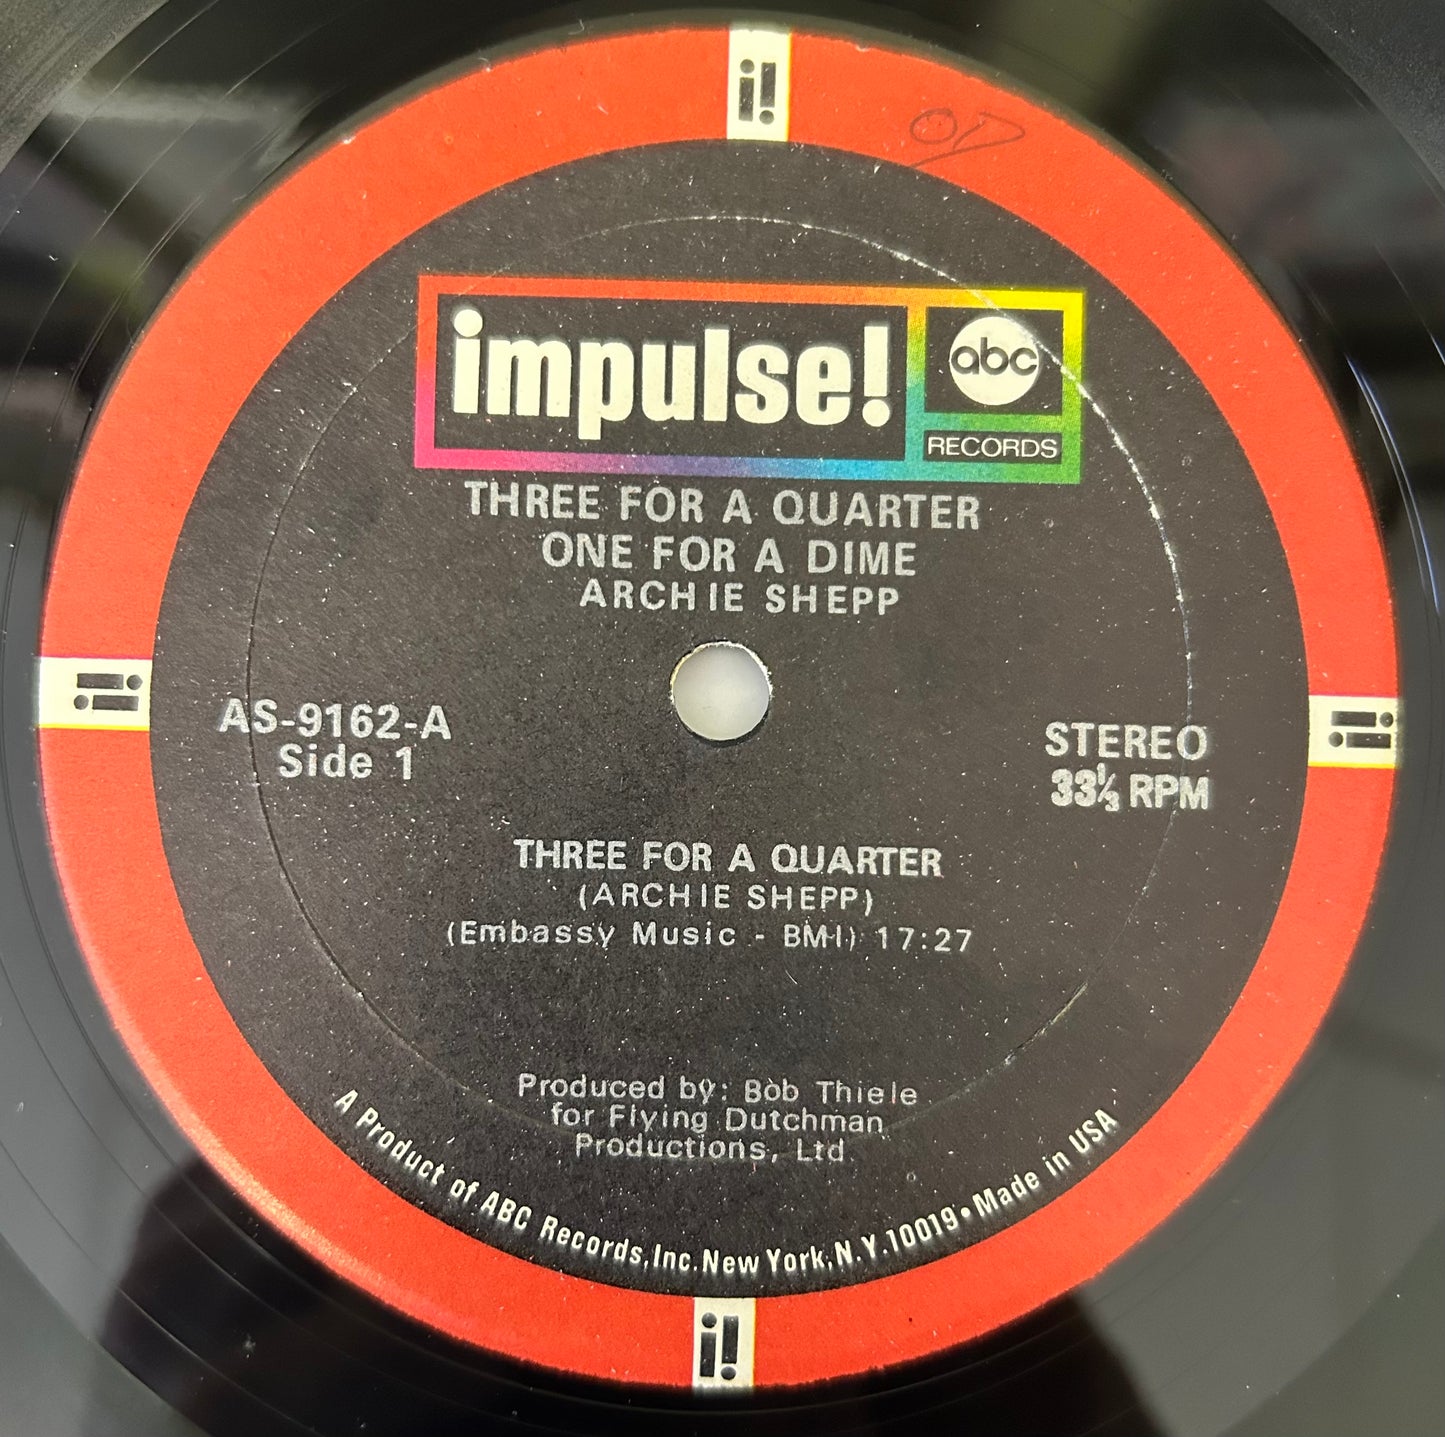 impulse!
abc
RECORDS
THREE FOR A QUARTER
ONE FOR A DIME
ARCHIE SHEPP
AS-9162-A
Side 1
STEREO
33⅓ RPM
THREE FOR A QUARTER
(ARCHIE SHEPP)
(Embassy Music - BMI) 17:27
Produced by: Bob Thiele
for Flying Dutchman
Productions, Ltd.
A Product of ABC Records, Inc. New York, N.Y. 10019 • Made in USA
i!
i!
i!
i!